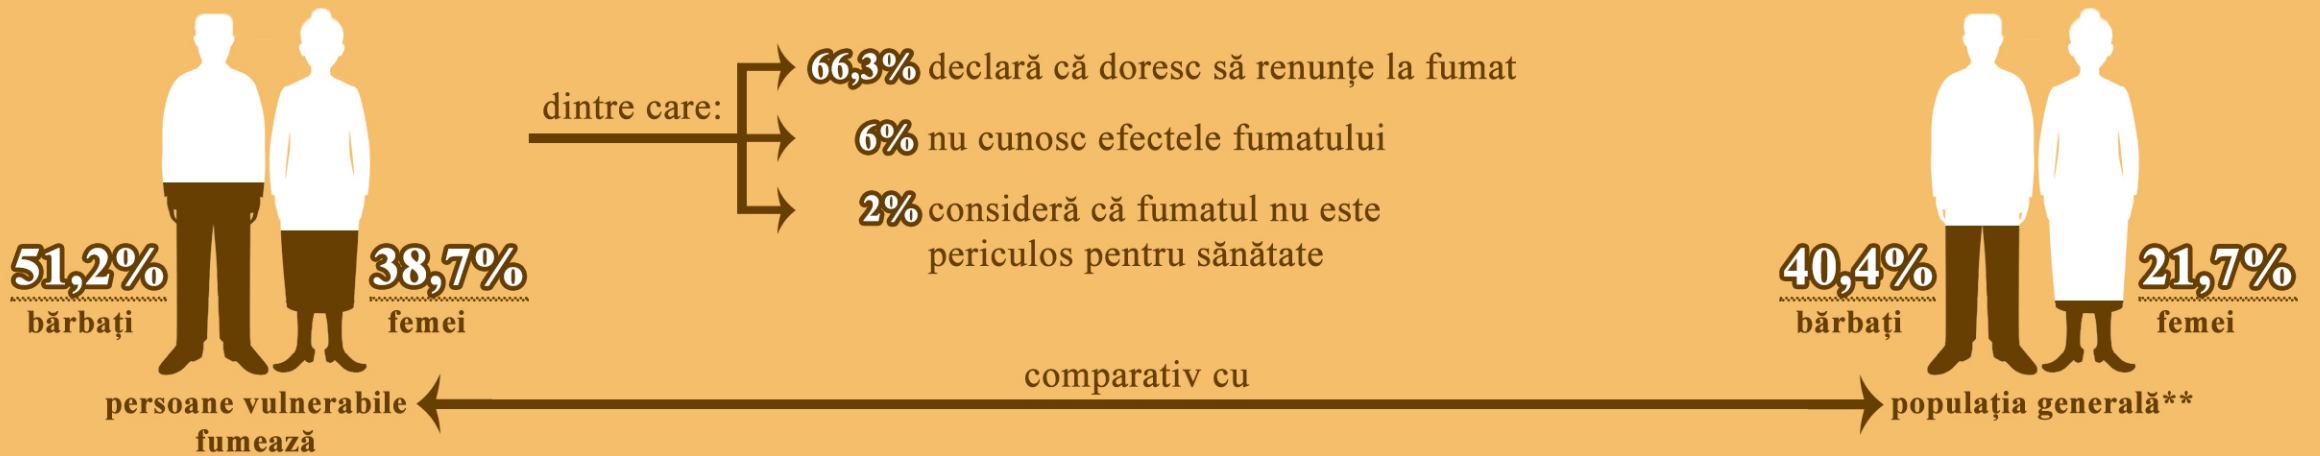 51,2%
bărbați
38,7%
femei
persoane vulnerabile
fumează
dintre care:
66,3% declară că doresc să renunțe la fumat
6% nu cunosc efectele fumatului
2% consideră că fumatul nu este
periculos pentru sănătate
comparativ cu
40,4%
bărbați
21,7%
femei
populația generală**